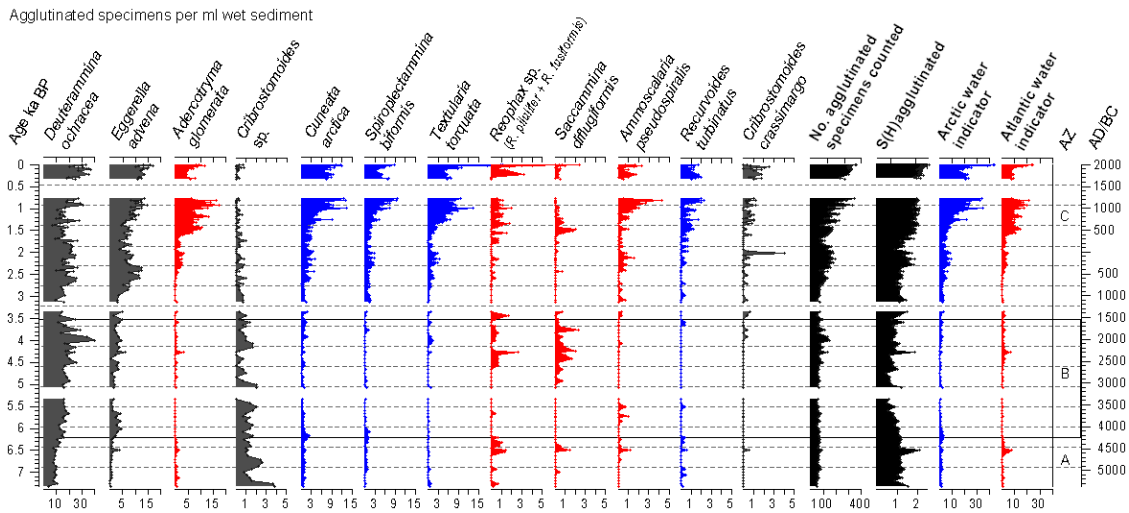 Agglutinated specimens per ml wet sediment
Age ka BP
Deuterammina
ochracea
Eggerella
advena
Adercotryma
glomerata
Cribrostomoides
sp.
Cuneata
arctica
Spiroplectammina
biformis
Textularia
torquata
Reophax sp.
(R. pilulifer + R. fusiformis)
Saccammina
difflugiformis
Ammoscalaria
pseudospiralis
Recurvoides
turbinatus
Cribrostomoides
crassimargo
No. agglutinated
specimens counted
S(H)agglutinated
Arctic water
indicator
Atlantic water
indicator
AZ
AD/BC
0
0.5
1
1.5
2
2.5
3
3.5
4
4.5
5
5.5
6
6.5
7
2000
1500
1000
500
500
1000
1500
2000
2500
3000
3500
4000
4500
5000
C
B
A
10 30
5 15
5 15
1 3 5
3 9 15
3 9 15
3 9 15
1 3 5
1 3 5
1 3 5
1 3 5
1 3 5
100 400
1 2
10 30
10 30